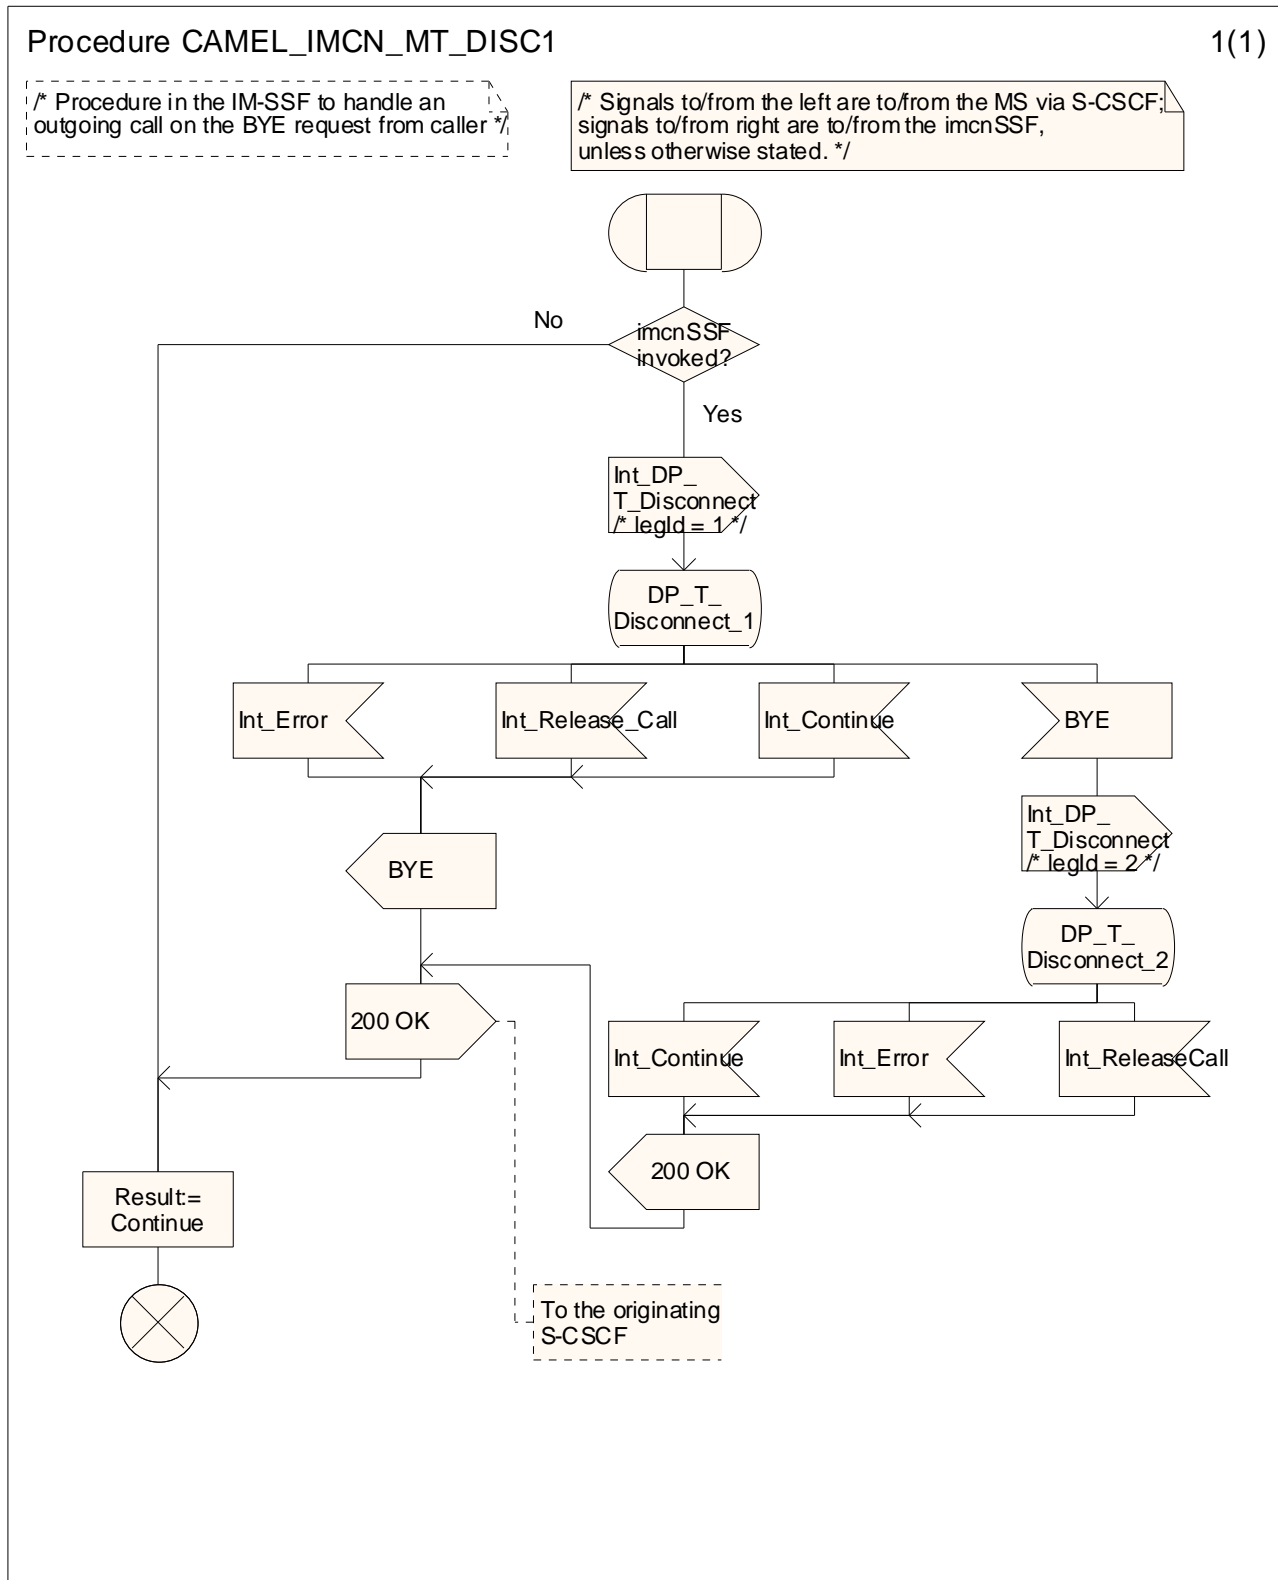 Procedure CAMEL_IMCN_MT_DISC1
1(1)
/* Procedure in the IM-SSF to handle an
outgoing call on the BYE request from caller */
/* Signals to/from the left are to/from the MS via S-CSCF;
signals to/from right are to/from the imcnSSF,
unless otherwise stated. */
imcnSSF
invoked?
No
Yes
Int_DP_
T_Disconnect
/* legId = 1 */
DP_T_
Disconnect_1
Int_Error
Int_Release_Call
Int_Continue
BYE
Int_DP_
T_Disconnect
/* legId = 2 */
BYE
DP_T_
Disconnect_2
200 OK
Int_Continue
Int_Error
Int_ReleaseCall
200 OK
Result:=
Continue
To the originating
S-CSCF